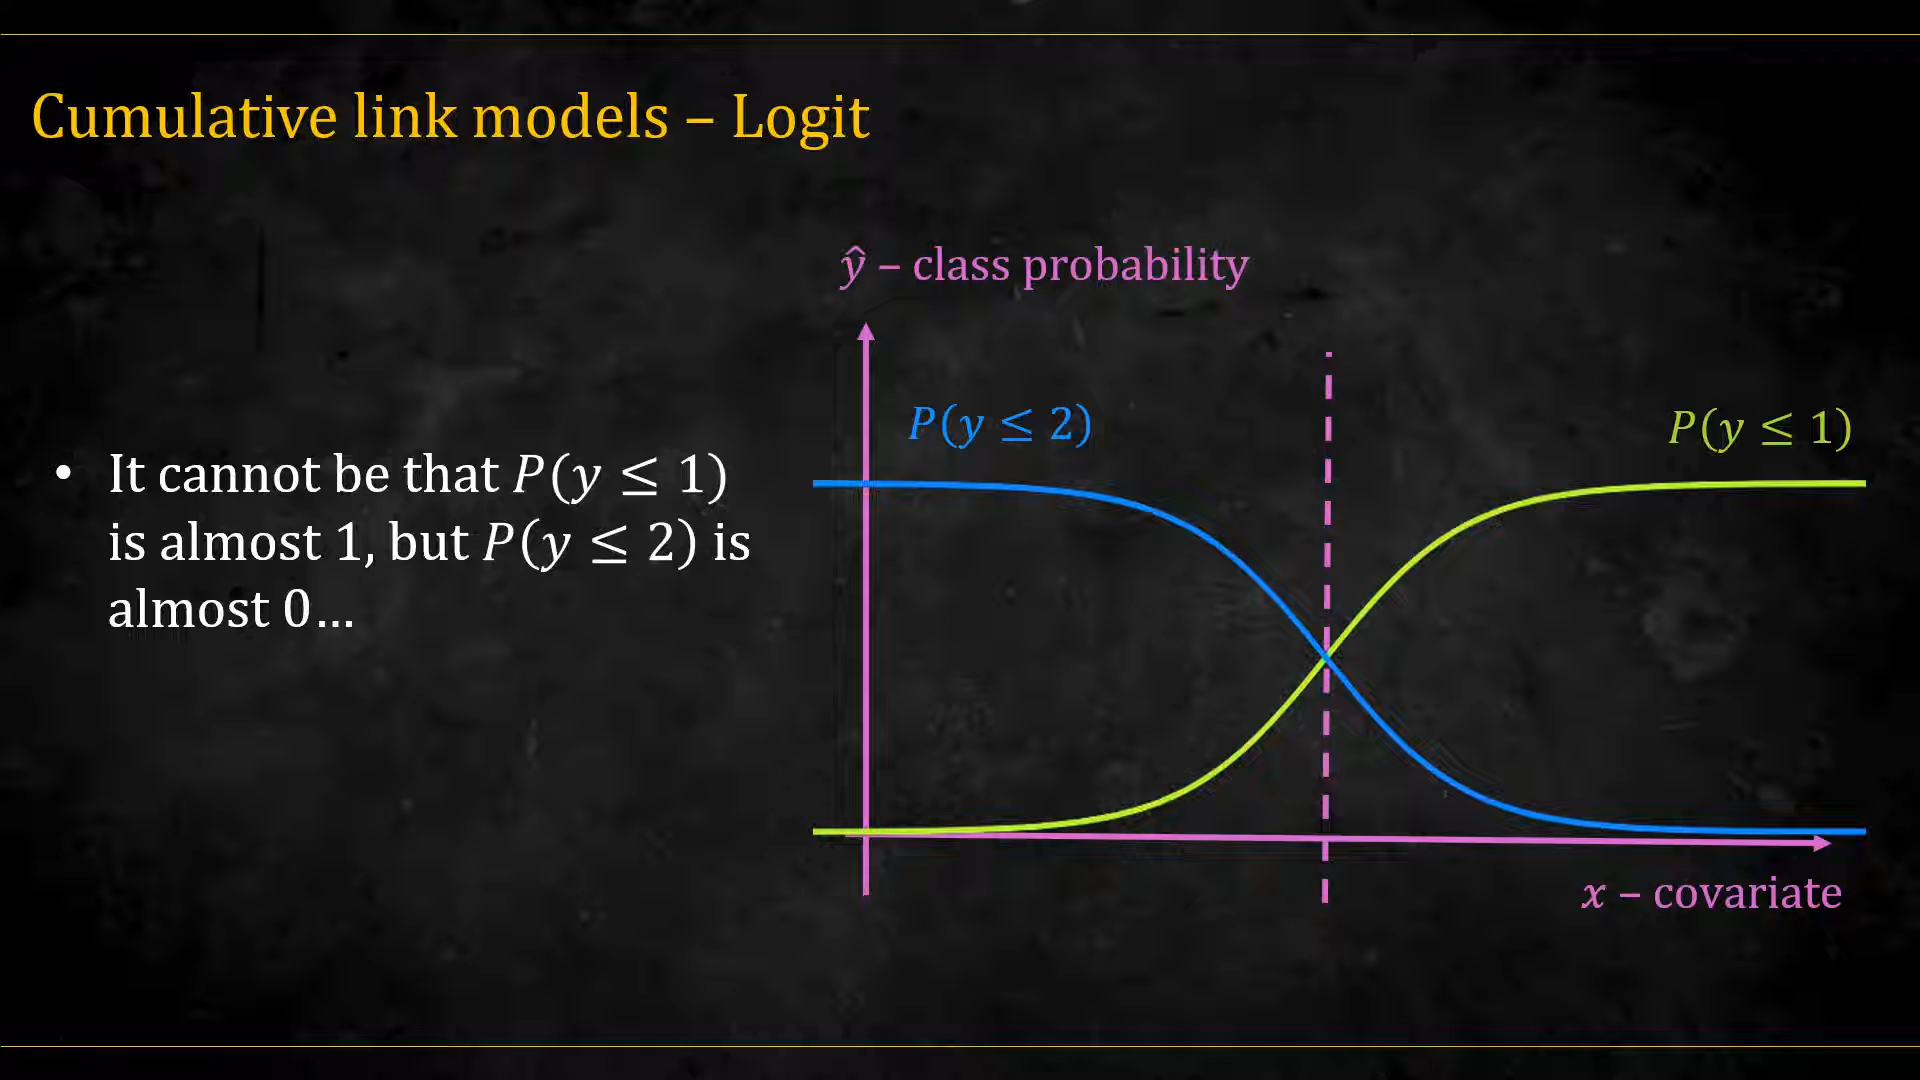 Cumulative link models – Logit
ŷ – class probability
P(y ≤ 2)
P(y ≤ 1)
• It cannot be that P(y ≤ 1)
is almost 1, but P(y ≤ 2) is
almost 0…
x – covariate